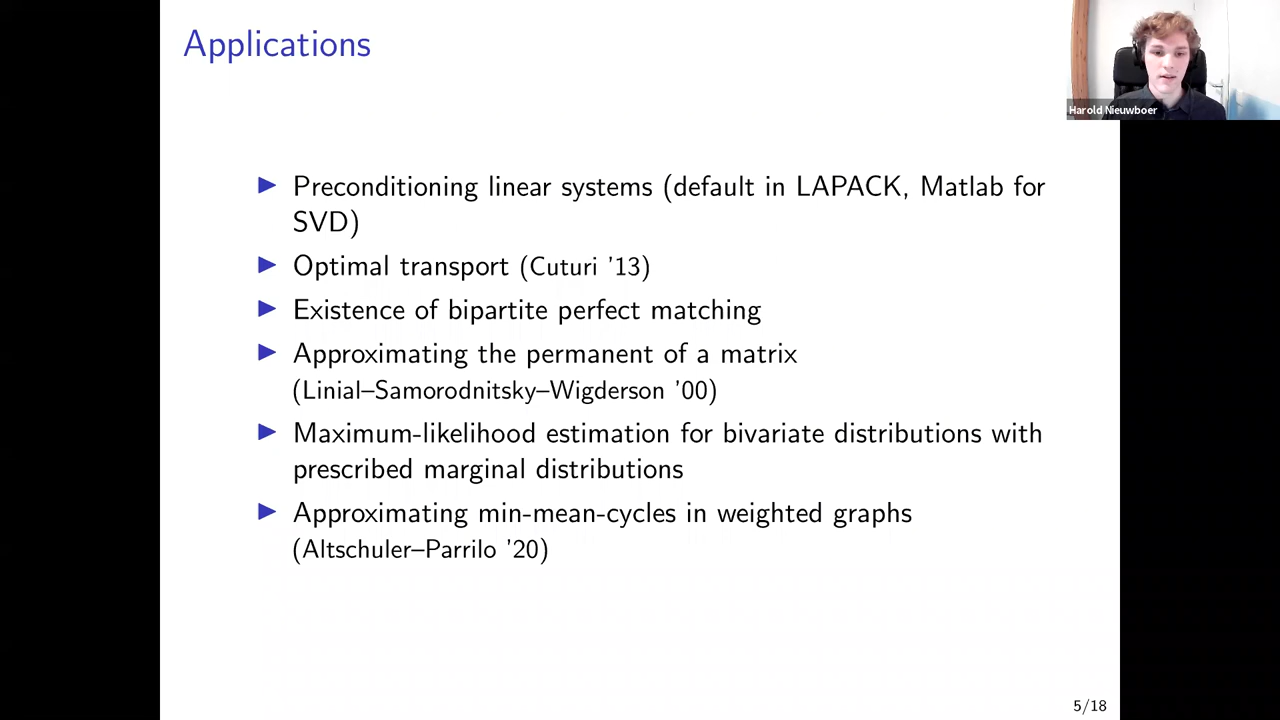 Applications
Harold Nieuwboer
▶ Preconditioning linear systems (default in LAPACK, Matlab for
SVD)
▶ Optimal transport (Cuturi '13)
▶ Existence of bipartite perfect matching
▶ Approximating the permanent of a matrix
(Linial–Samorodnitsky–Wigderson '00)
▶ Maximum-likelihood estimation for bivariate distributions with
prescribed marginal distributions
▶ Approximating min-mean-cycles in weighted graphs
(Altschuler–Parrilo '20)
5/18